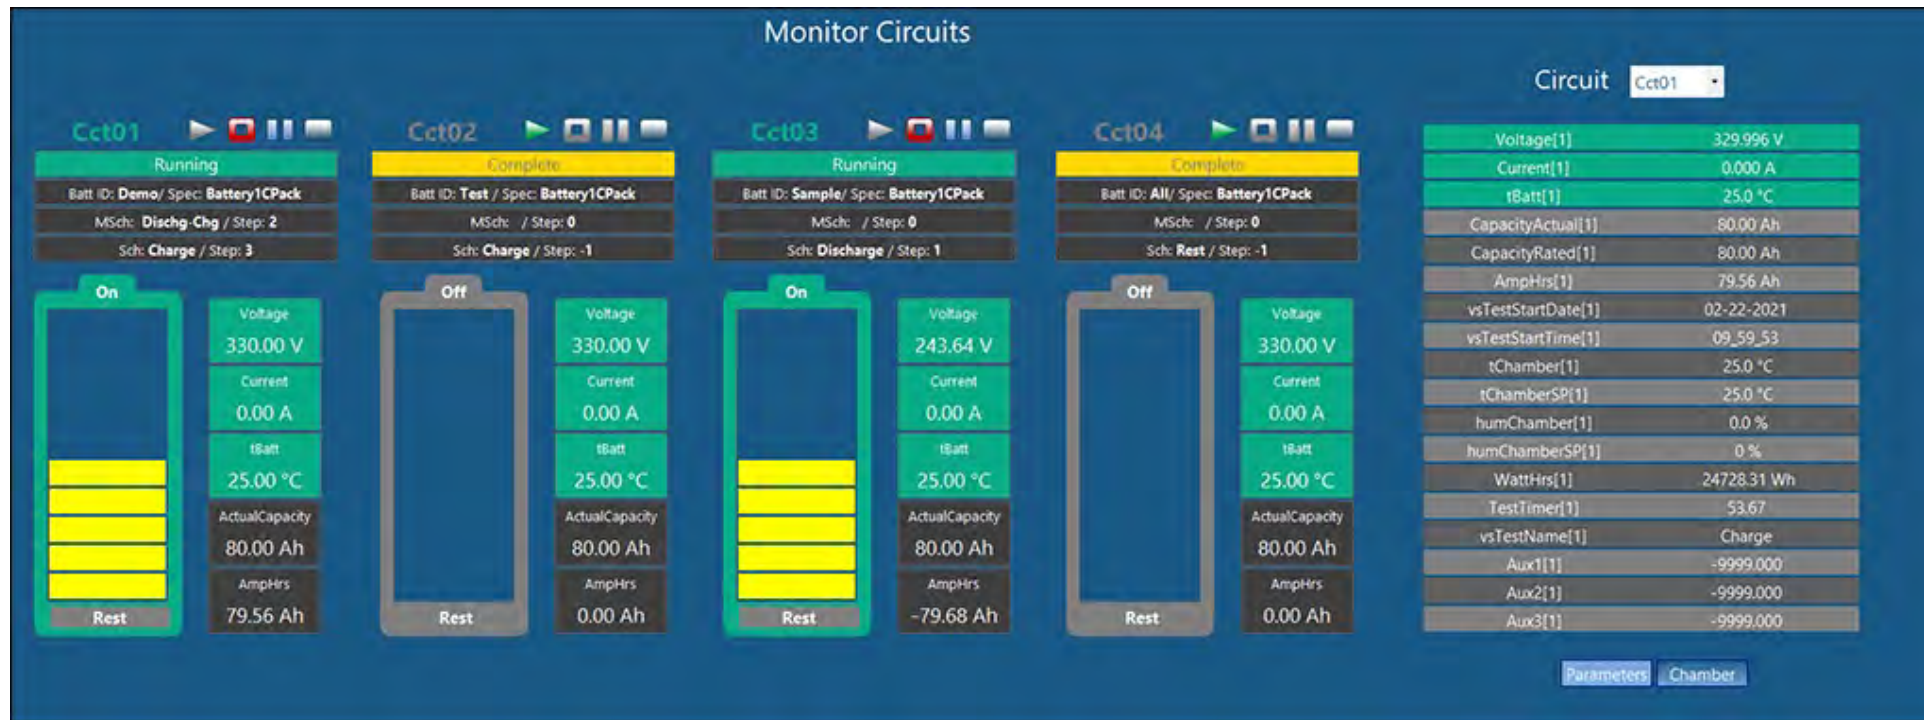 Monitor Circuits
Circuit Cct01
Cct01
Running
Batt ID: Demo/ Spec: Battery1CPack
MSch: Dischg-Chg / Step: 2
Sch: Charge / Step: 3
On
Voltage
330.00 V
Current
0.00 A
tBatt
25.00 °C
ActualCapacity
80.00 Ah
AmpHrs
79.56 Ah
Rest
Cct02
Complete
Batt ID: Test / Spec: Battery1CPack
MSch: / Step: 0
Sch: Charge / Step: -1
Off
Voltage
330.00 V
Current
0.00 A
tBatt
25.00 °C
ActualCapacity
80.00 Ah
AmpHrs
0.00 Ah
Rest
Cct03
Running
Batt ID: Sample/ Spec: Battery1CPack
MSch: / Step: 0
Sch: Discharge / Step: 1
On
Voltage
243.64 V
Current
0.00 A
tBatt
25.00 °C
ActualCapacity
80.00 Ah
AmpHrs
-79.68 Ah
Rest
Cct04
Complete
Batt ID: All/ Spec: Battery1CPack
MSch: / Step: 0
Sch: Rest / Step: -1
Off
Voltage
330.00 V
Current
0.00 A
tBatt
25.00 °C
ActualCapacity
80.00 Ah
AmpHrs
0.00 Ah
Rest
Voltage[1] 329.996 V
Current[1] 0.000 A
tBatt[1] 25.0 °C
CapacityActual[1] 80.00 Ah
CapacityRated[1] 80.00 Ah
AmpHrs[1] 79.56 Ah
vsTestStartDate[1] 02-22-2021
vsTestStartTime[1] 09_59_53
tChamber[1] 25.0 °C
tChamberSP[1] 25.0 °C
humChamber[1] 0.0 %
humChamberSP[1] 0 %
WattHrs[1] 24728.31 Wh
TestTimer[1] 53.67
vsTestName[1] Charge
Aux1[1] -9999.000
Aux2[1] -9999.000
Aux3[1] -9999.000
Parameters Chamber